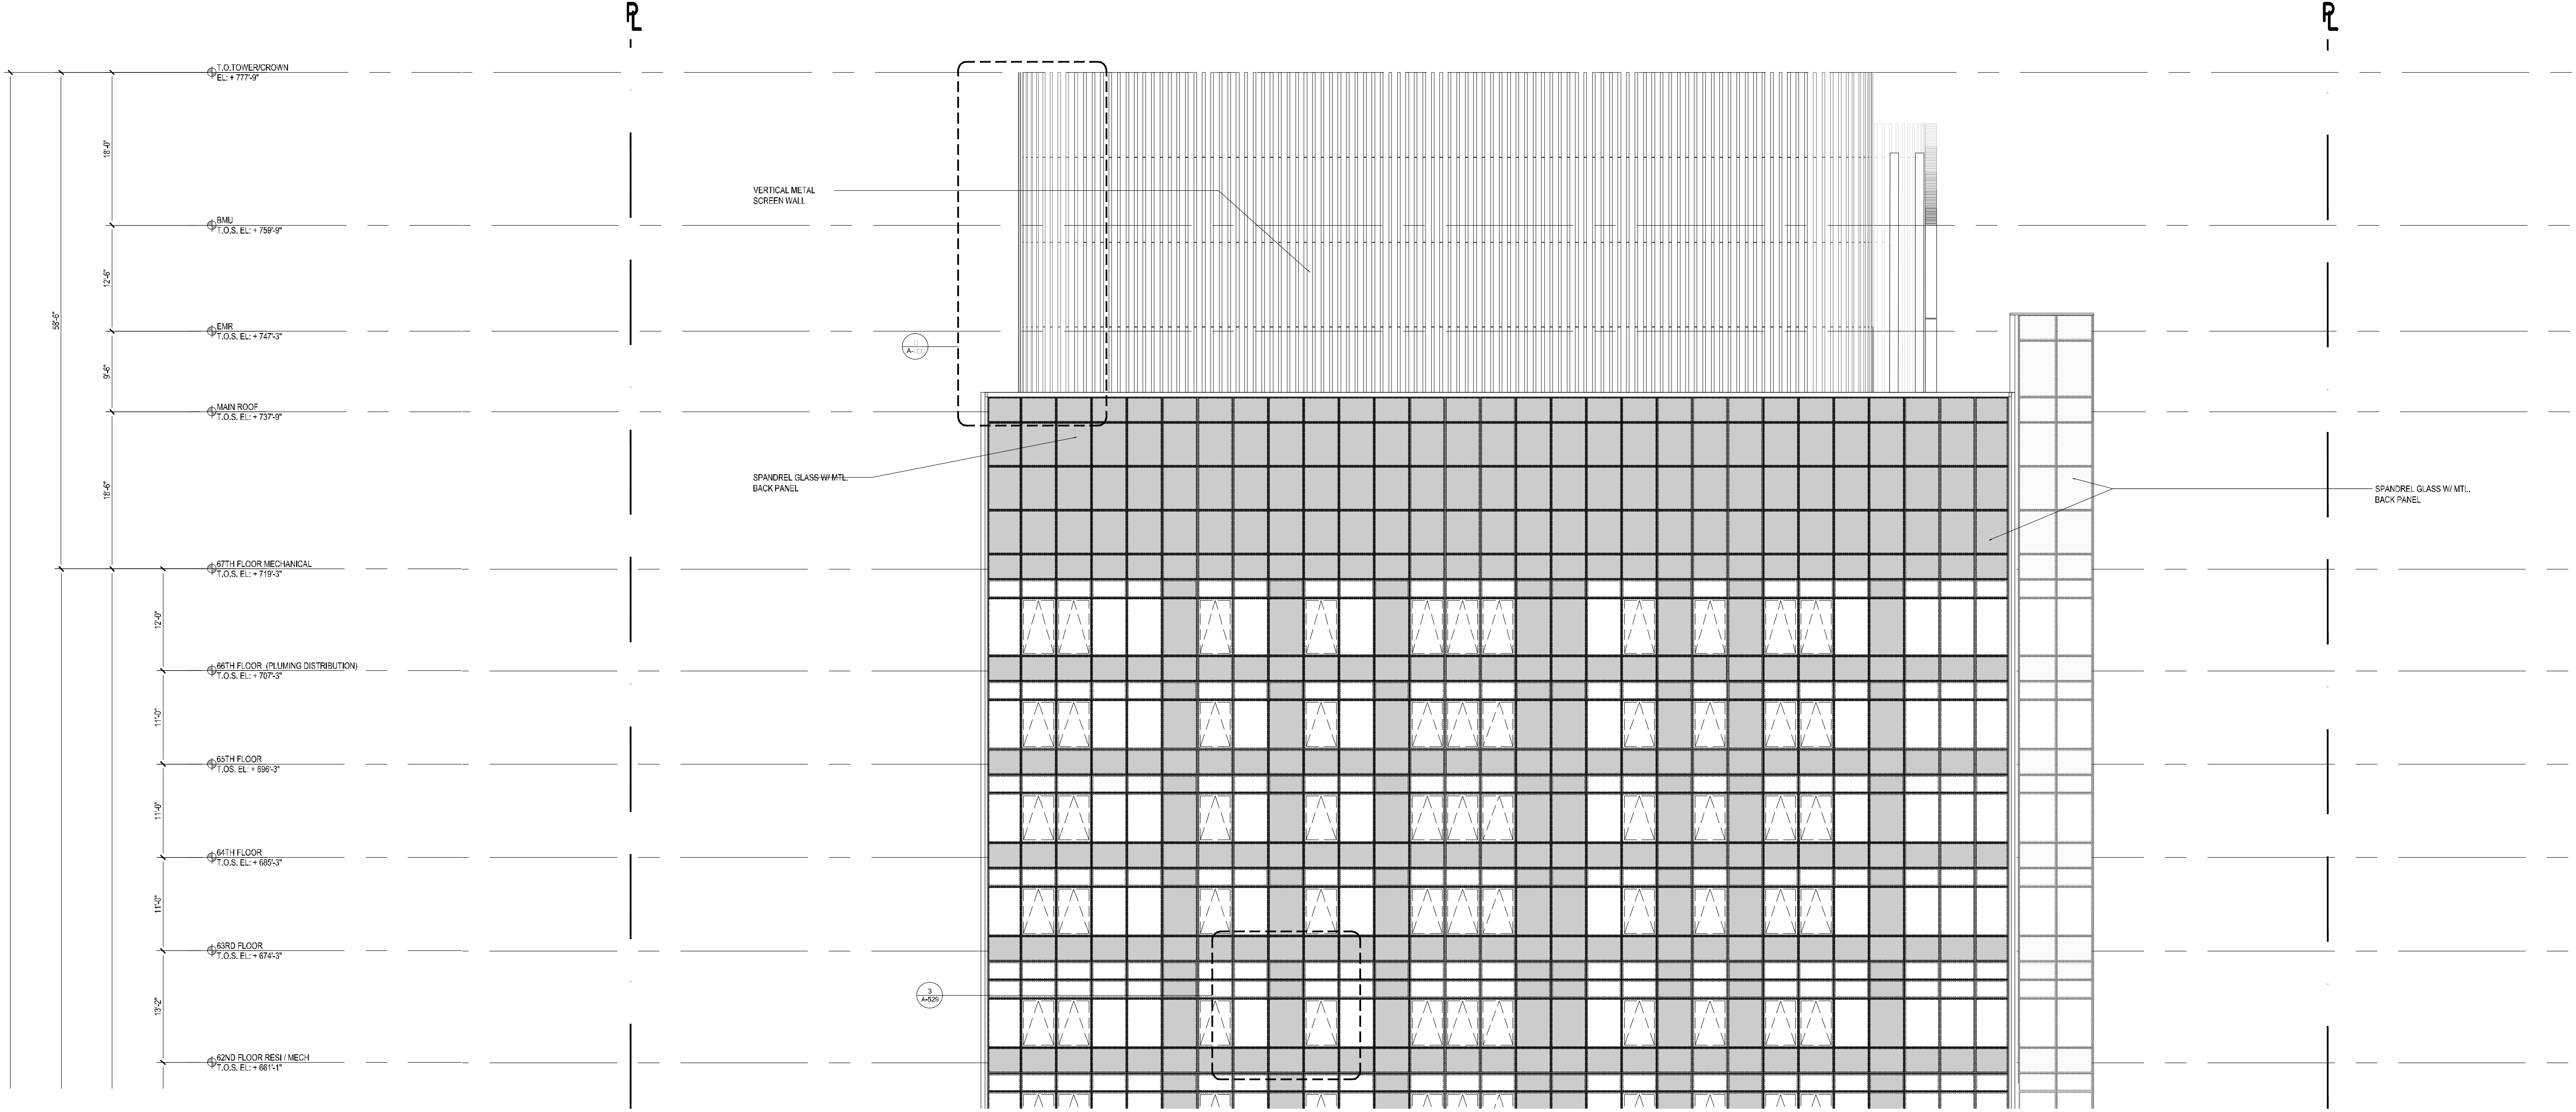 PL
PL
T.O.TOWER/CROWN
EL: + 777'-9"
18'-0"
VERTICAL METAL
SCREEN WALL
BMU
T.O.S. EL: + 759'-9"
12'-6"
58'-6"
EMR
T.O.S. EL: + 747'-3"
A-
9'-6"
MAIN ROOF
T.O.S. EL: + 737'-9"
SPANDREL GLASS W/ MTL.
BACK PANEL
18'-6"
SPANDREL GLASS W/ MTL.
BACK PANEL
67TH FLOOR MECHANICAL
T.O.S. EL: + 719'-3"
12'-0"
66TH FLOOR (PLUMING DISTRIBUTION)
T.O.S. EL: + 707'-3"
11'-0"
65TH FLOOR
T.OS. EL: + 696'-3"
11'-0"
64TH FLOOR
T.O.S. EL: + 685'-3"
11'-0"
63RD FLOOR
T.O.S. EL: + 674'-3"
3
A-529
13'-2"
62ND FLOOR RESI / MECH
T.O.S. EL: + 661'-1"